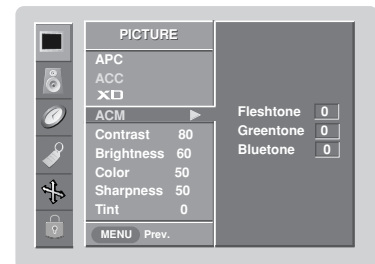 PICTURE
APC
ACC
XD
ACM
Contrast 80
Brightness 60
Color 50
Sharpness 50
Tint 0
MENU Prev.
Fleshtone 0
Greentone 0
Bluetone 0